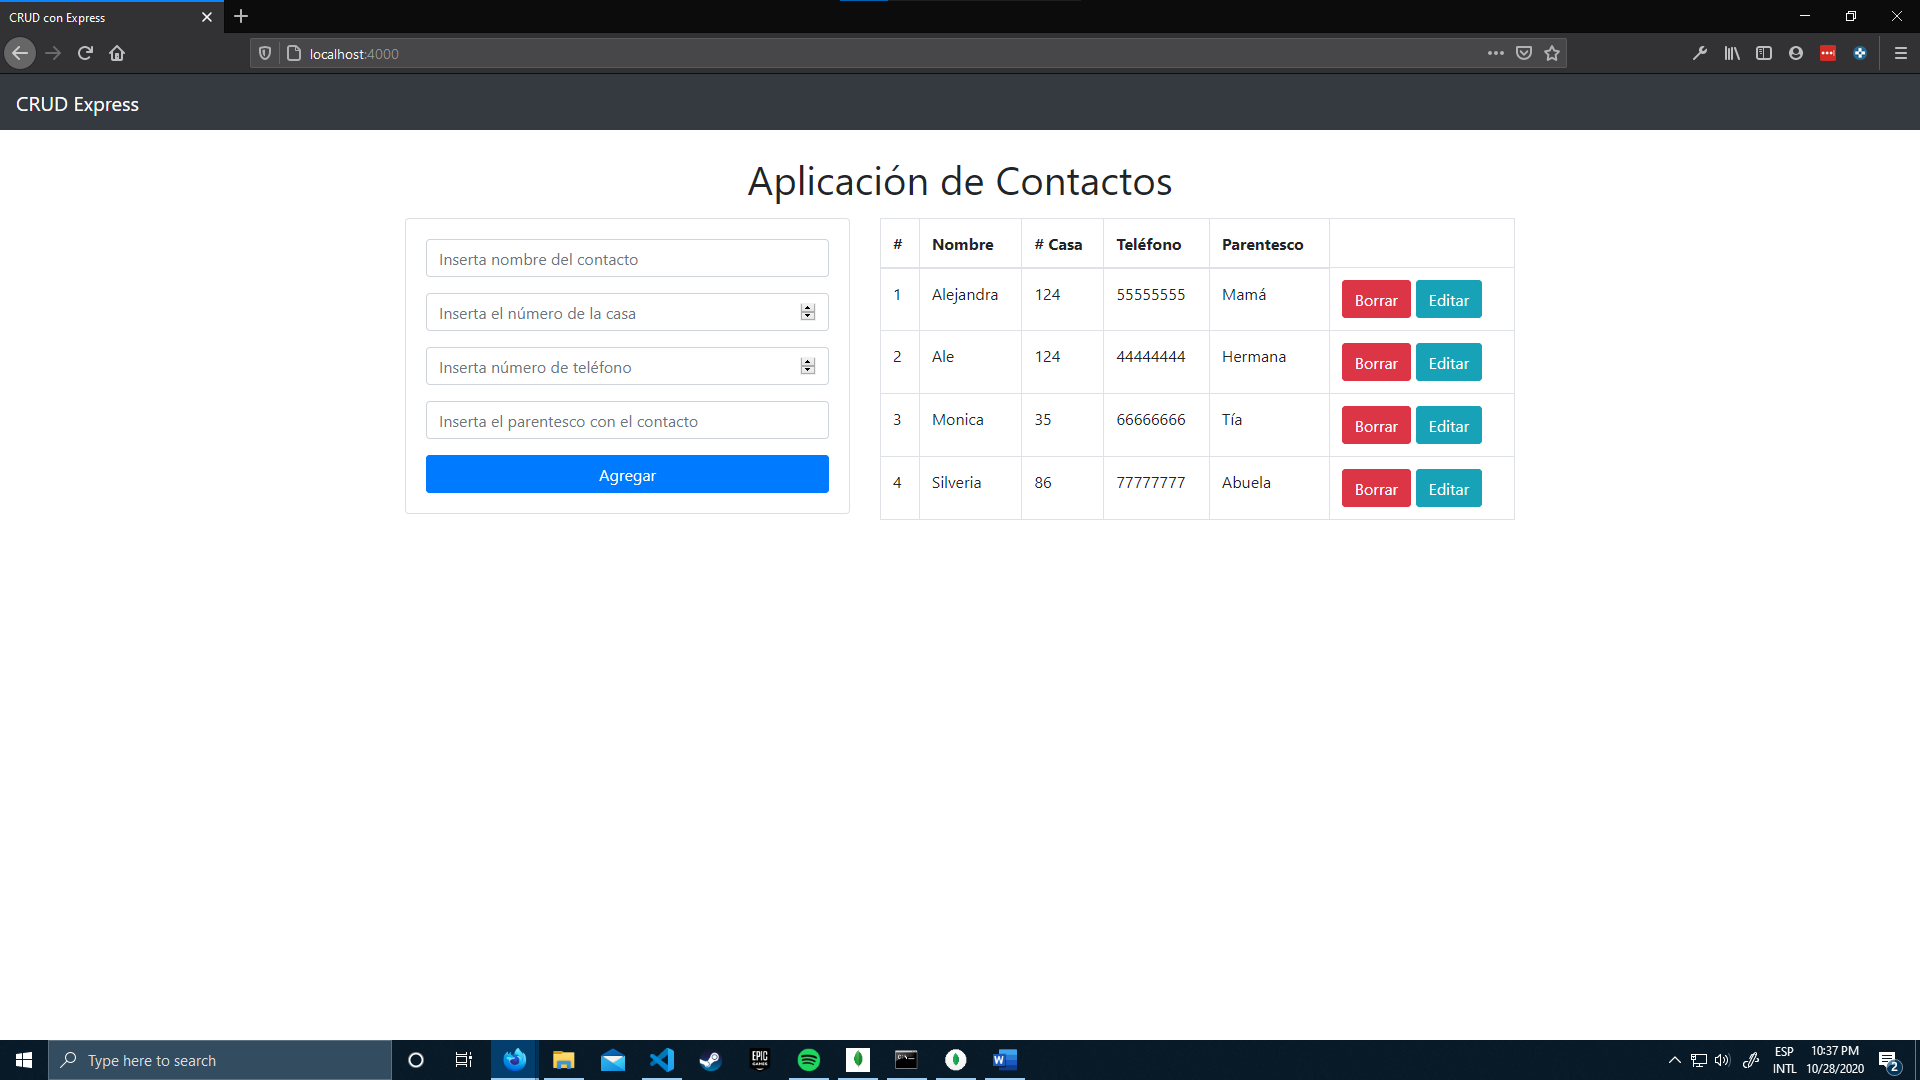 CRUD con Express
localhost:4000
CRUD Express
Aplicación de Contactos
Inserta nombre del contacto
Inserta el número de la casa
Inserta número de teléfono
Inserta el parentesco con el contacto
Agregar
# Nombre # Casa Teléfono Parentesco
1 Alejandra 124 55555555 Mamá Borrar Editar
2 Ale 124 44444444 Hermana Borrar Editar
3 Monica 35 66666666 Tía Borrar Editar
4 Silveria 86 77777777 Abuela Borrar Editar
Type here to search
EPIC GAMES
W
ESP
INTL
10:37 PM
10/28/2020
2